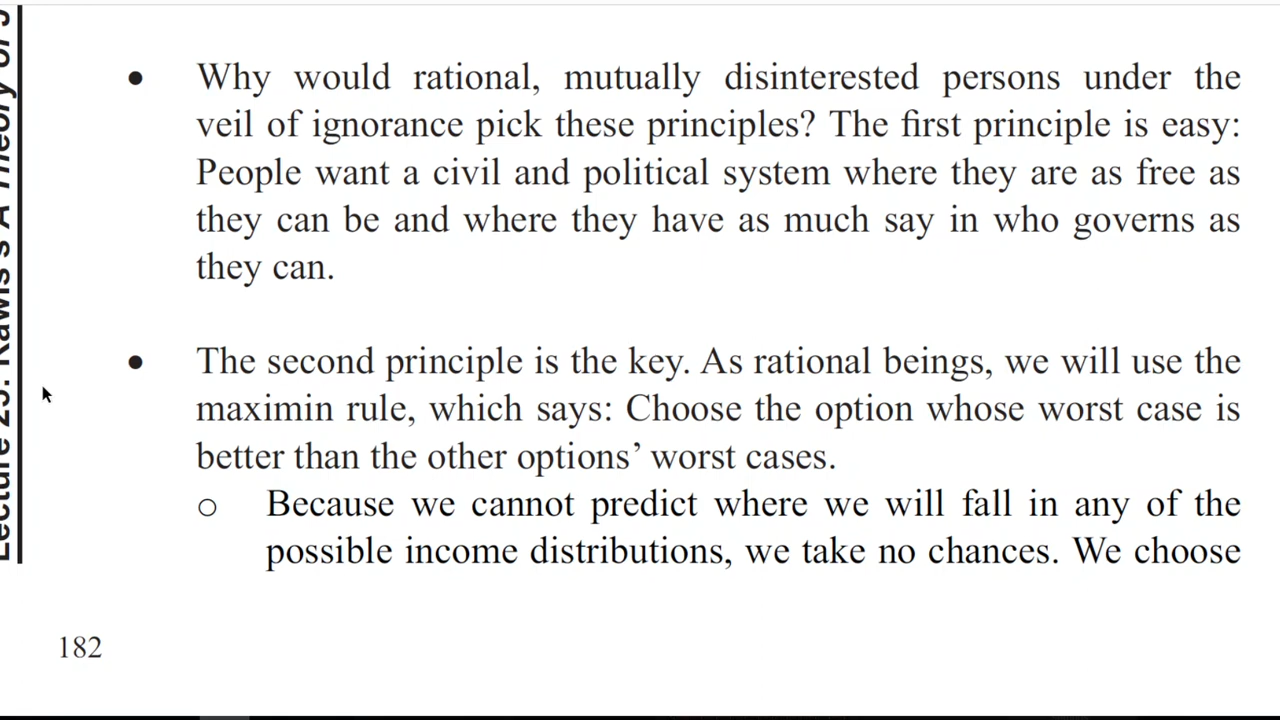 • Why would rational, mutually disinterested persons under the
veil of ignorance pick these principles? The first principle is easy:
People want a civil and political system where they are as free as
they can be and where they have as much say in who governs as
they can.
• The second principle is the key. As rational beings, we will use the
maximin rule, which says: Choose the option whose worst case is
better than the other options’ worst cases.
○ Because we cannot predict where we will fall in any of the
possible income distributions, we take no chances. We choose
182